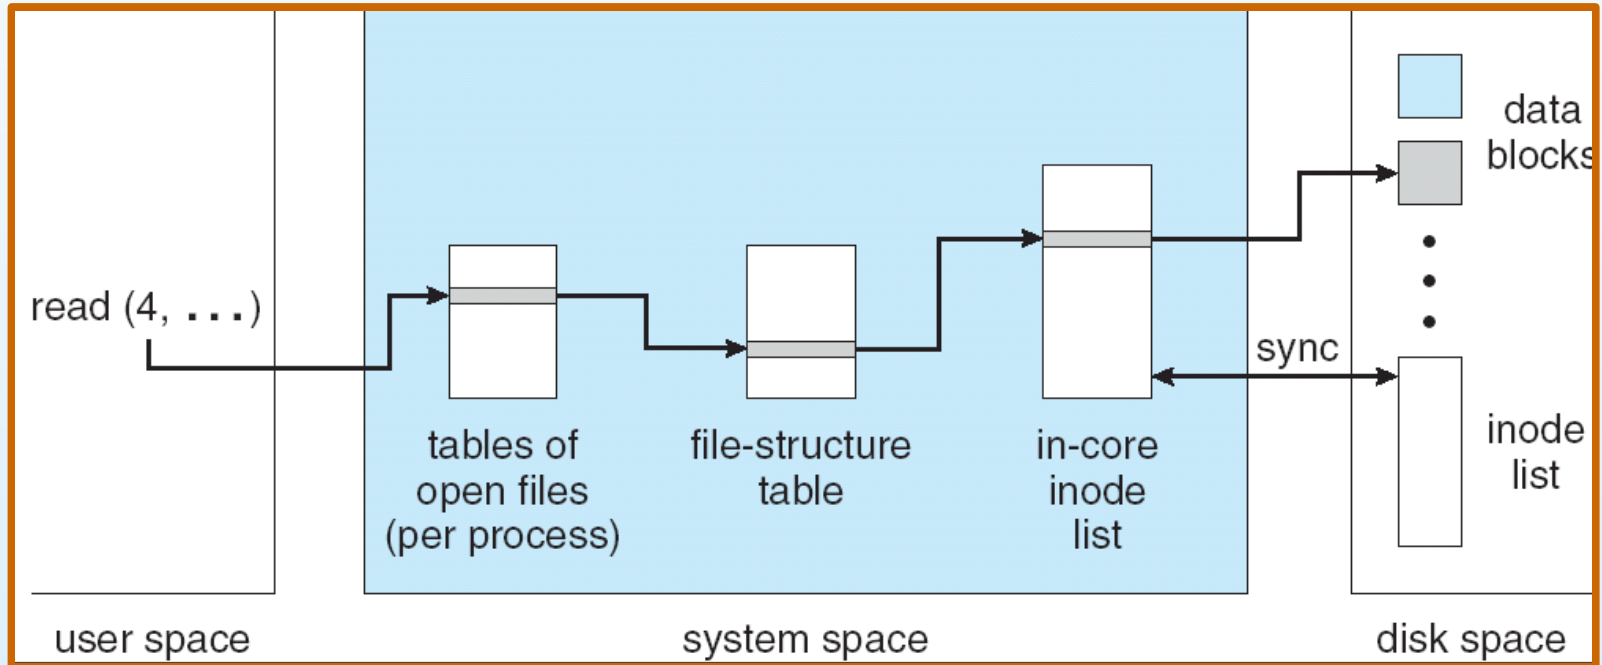 data
blocks
read (4, ...)
sync
tables of
open files
(per process)
file-structure
table
in-core
inode
list
inode
list
user space
system space
disk space